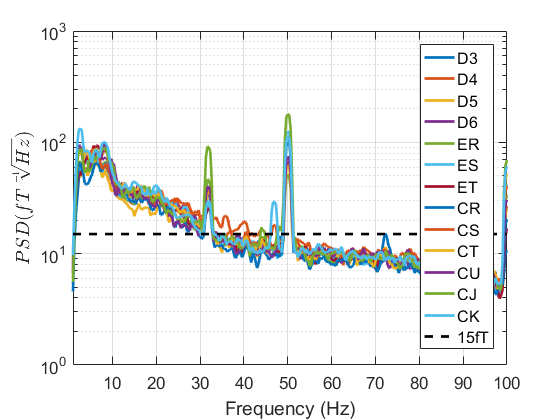 10³
10²
10¹
10⁰
PSD(fT ⁻¹√Hz)
10 20 30 40 50 60 70 80 90 100
Frequency (Hz)
D3
D4
D5
D6
ER
ES
ET
CR
CS
CT
CU
CJ
CK
15fT